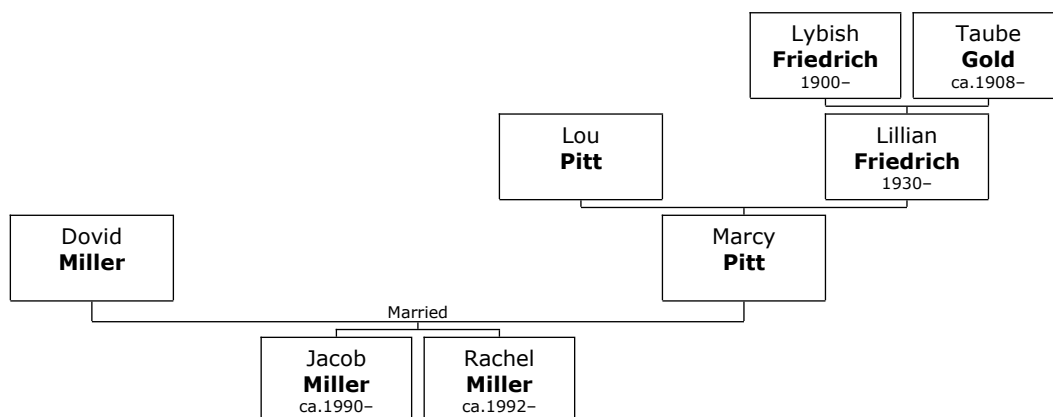 Lybish
Friedrich
1900–
Taube
Gold
ca.1908–
Lou
Pitt
Lillian
Friedrich
1930–
Dovid
Miller
Marcy
Pitt
Married
Jacob
Miller
ca.1990–
Rachel
Miller
ca.1992–